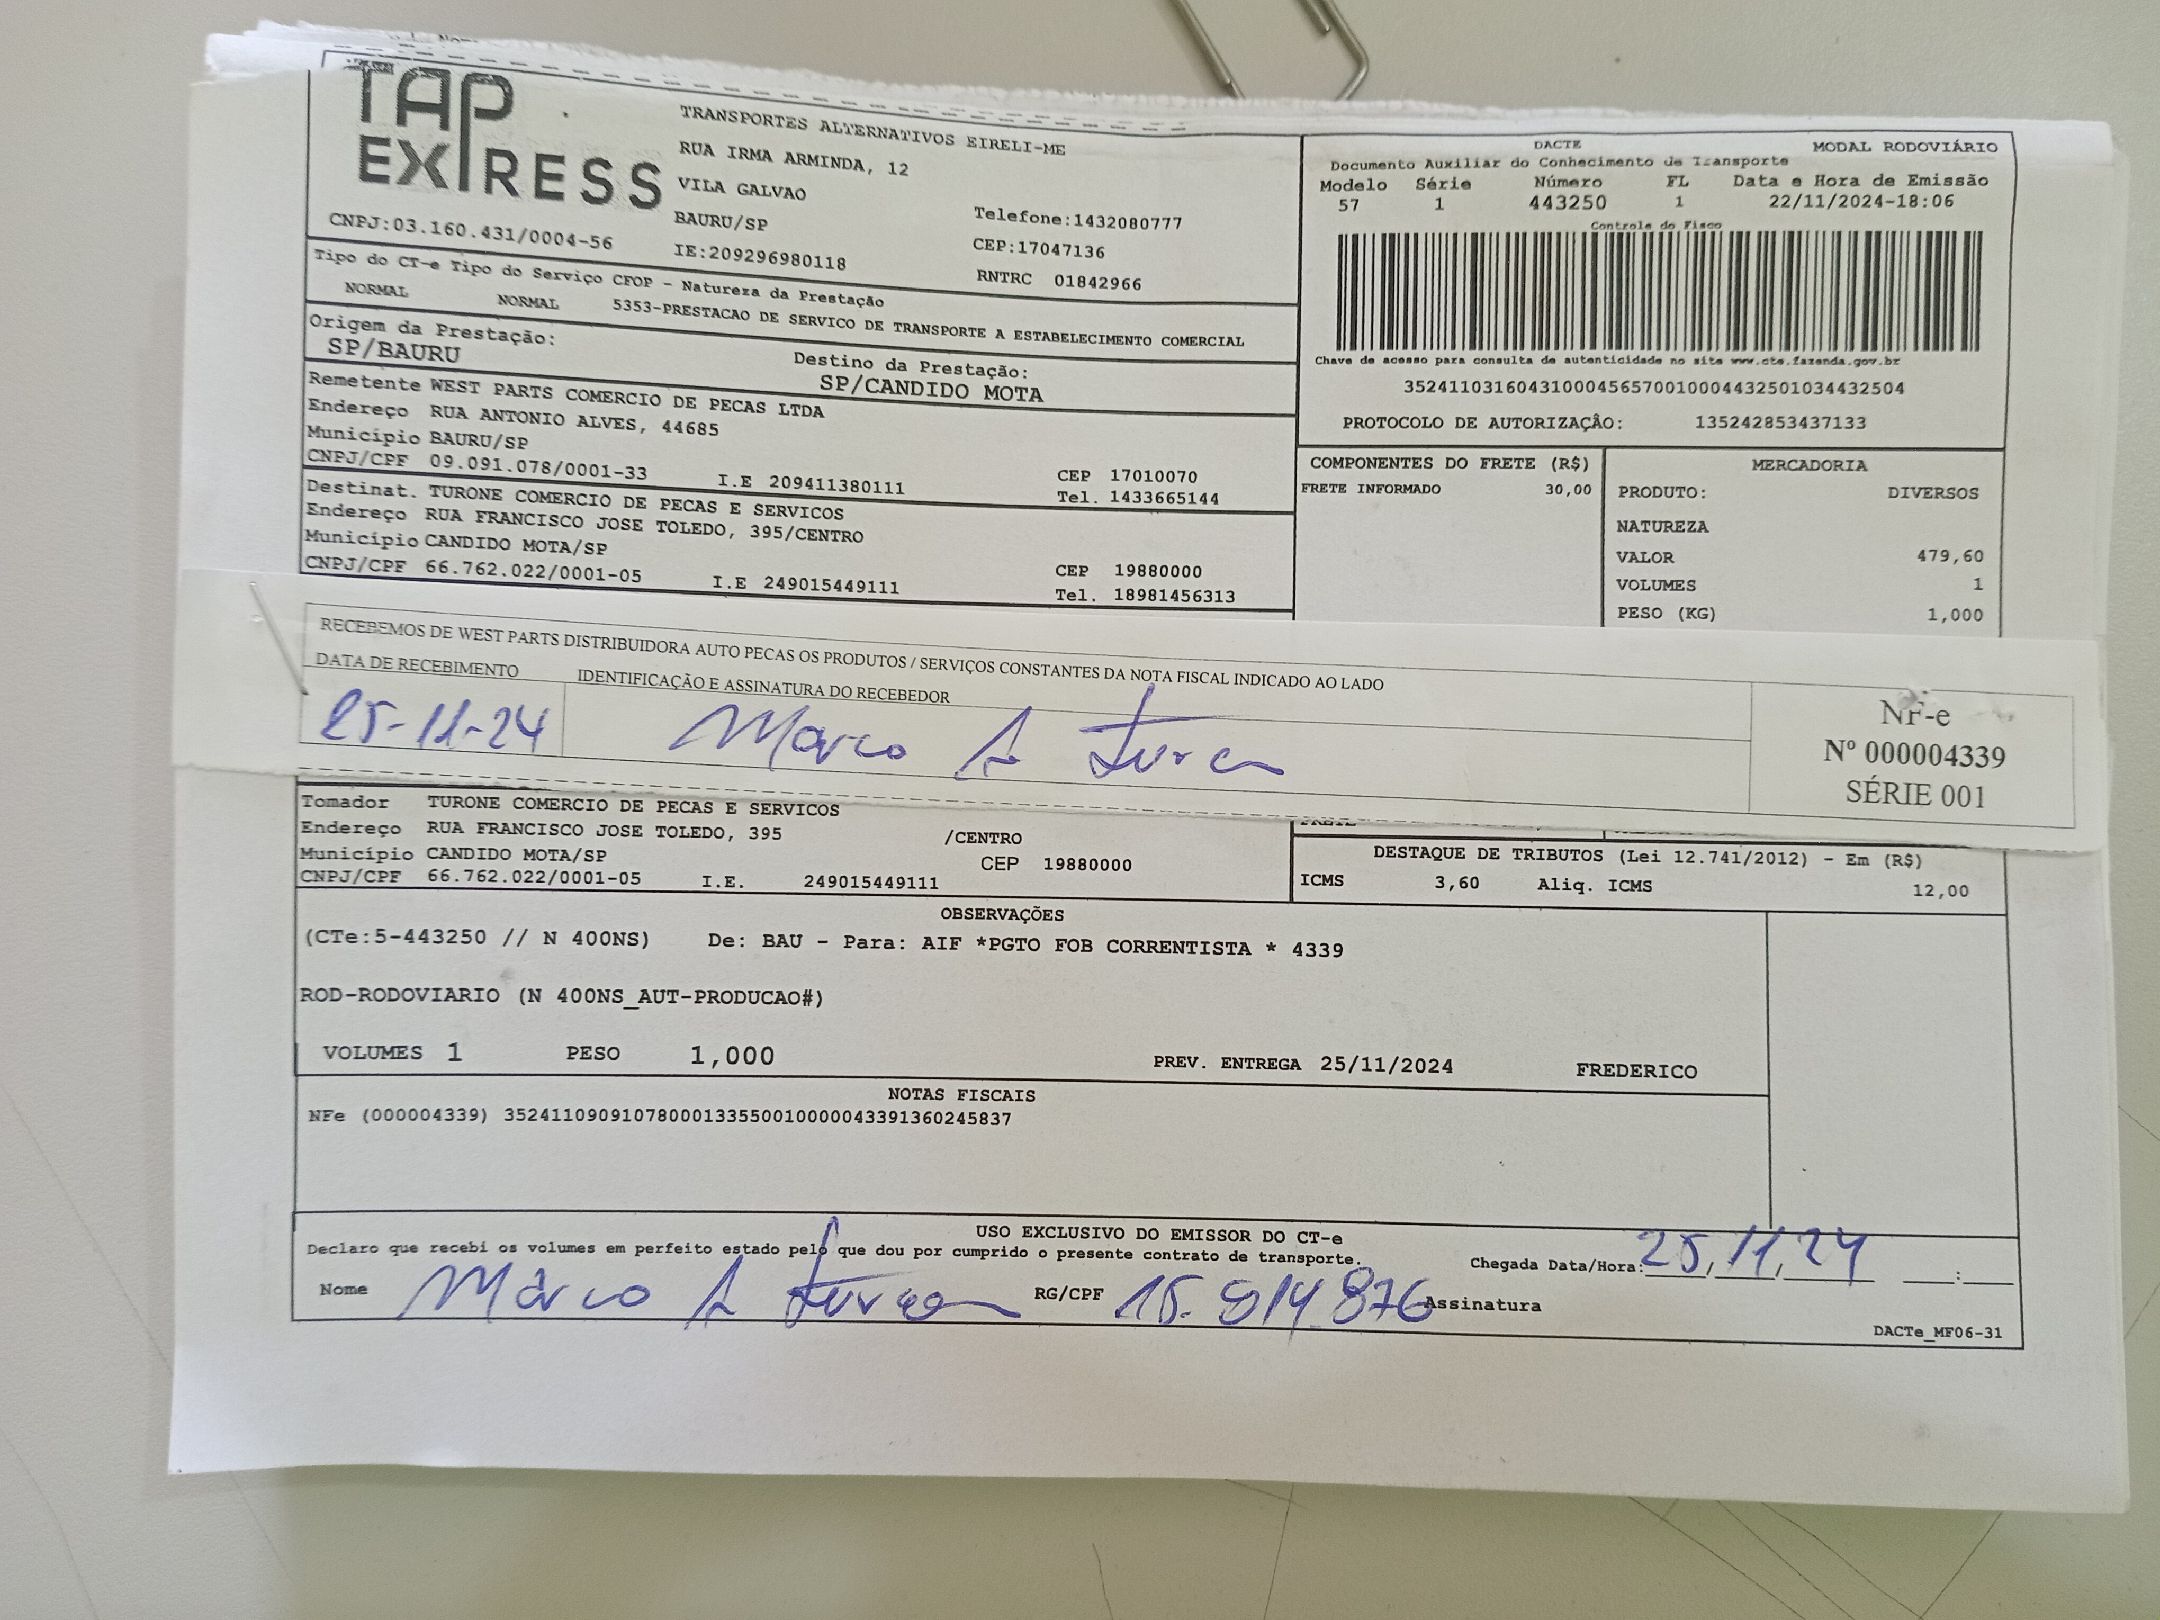 TAP
EXPRESS
CNPJ:03.160.431/0004-56
TRANSPORTES ALTERNATIVOS EIRELI-ME
RUA IRMA ARMINDA, 12
VILA GALVAO
BAURU/SP
IE:209296980118
Telefone:1432080777
CEP:17047136
RNTRC 01842966
DACTE MODAL RODOVIÁRIO
Documento Auxiliar do Conhecimento de Transporte
Modelo Série Número FL Data e Hora de Emissão
57 1 443250 1 22/11/2024-18:06
Controle do Fisco
Chave de acesso para consulta de autenticidade no site www.cte.fazenda.gov.br
35241103160431000456570010004432501034432504
PROTOCOLO DE AUTORIZAÇÂO: 135242853437133
Tipo do CT-e Tipo do Serviço CFOP - Natureza da Prestação
NORMAL NORMAL 5353-PRESTACAO DE SERVICO DE TRANSPORTE A ESTABELECIMENTO COMERCIAL
Origem da Prestação:
SP/BAURU
Destino da Prestação:
SP/CANDIDO MOTA
Remetente WEST PARTS COMERCIO DE PECAS LTDA
Endereço RUA ANTONIO ALVES, 44685
Município BAURU/SP
CNPJ/CPF 09.091.078/0001-33 I.E 209411380111
CEP 17010070
Tel. 1433665144
Destinat. TURONE COMERCIO DE PECAS E SERVICOS
Endereço RUA FRANCISCO JOSE TOLEDO, 395/CENTRO
Município CANDIDO MOTA/SP
CNPJ/CPF 66.762.022/0001-05 I.E 249015449111
CEP 19880000
Tel. 18981456313
COMPONENTES DO FRETE (R$)
FRETE INFORMADO 30,00
MERCADORIA
PRODUTO: DIVERSOS
NATUREZA
VALOR 479,60
VOLUMES 1
PESO (KG) 1,000
RECEBEMOS DE WEST PARTS DISTRIBUIDORA AUTO PECAS OS PRODUTOS / SERVIÇOS CONSTANTES DA NOTA FISCAL INDICADO AO LADO
DATA DE RECEBIMENTO IDENTIFICAÇÃO E ASSINATURA DO RECEBEDOR
25-11-24 Marco A
NF-e
Nº 000004339
SÉRIE 001
Tomador TURONE COMERCIO DE PECAS E SERVICOS
Endereço RUA FRANCISCO JOSE TOLEDO, 395 /CENTRO
Município CANDIDO MOTA/SP CEP 19880000
CNPJ/CPF 66.762.022/0001-05 I.E. 249015449111
DESTAQUE DE TRIBUTOS (Lei 12.741/2012) - Em (R$)
ICMS 3,60 Aliq. ICMS 12,00
OBSERVAÇÕES
(CTe:5-443250 // N 400NS) De: BAU - Para: AIF *PGTO FOB CORRENTISTA * 4339
ROD-RODOVIARIO (N 400NS_AUT-PRODUCAO#)
VOLUMES 1 PESO 1,000 PREV. ENTREGA 25/11/2024 FREDERICO
NOTAS FISCAIS
NFe (000004339) 35241109091078000133550010000043391360245837
USO EXCLUSIVO DO EMISSOR DO CT-e
Declaro que recebi os volumes em perfeito estado pelo que dou por cumprido o presente contrato de transporte.
Chegada Data/Hora: 25,11,24 :
Nome Márco A RG/CPF 15.814.876 Assinatura
DACTe_MF06-31